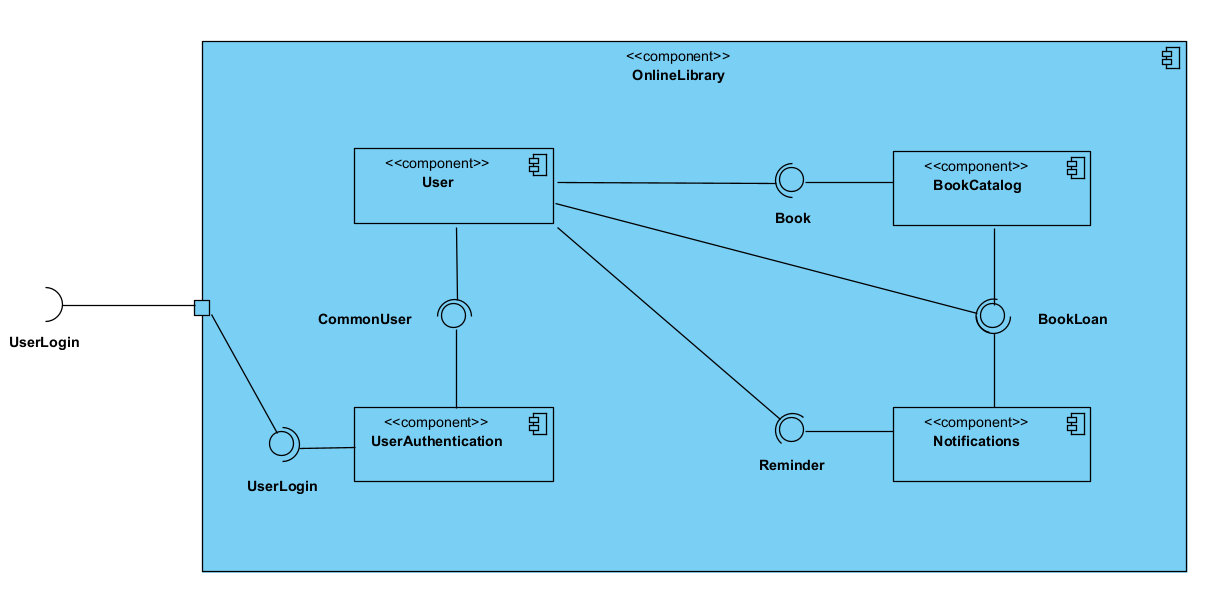 <<component>>
OnlineLibrary
<<component>>
User
<<component>>
BookCatalog
Book
CommonUser
BookLoan
UserLogin
<<component>>
UserAuthentication
<<component>>
Notifications
Reminder
UserLogin